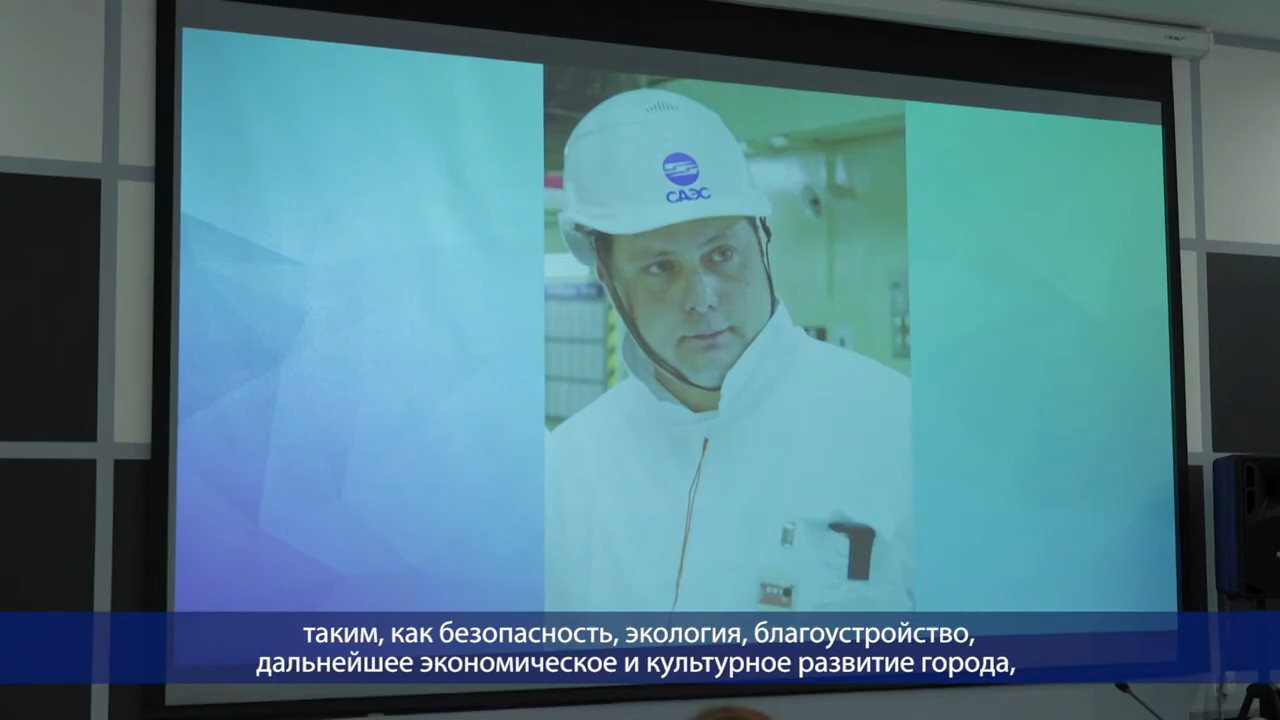 САЭС
таким, как безопасность, экология, благоустройство,
дальнейшее экономическое и культурное развитие города,